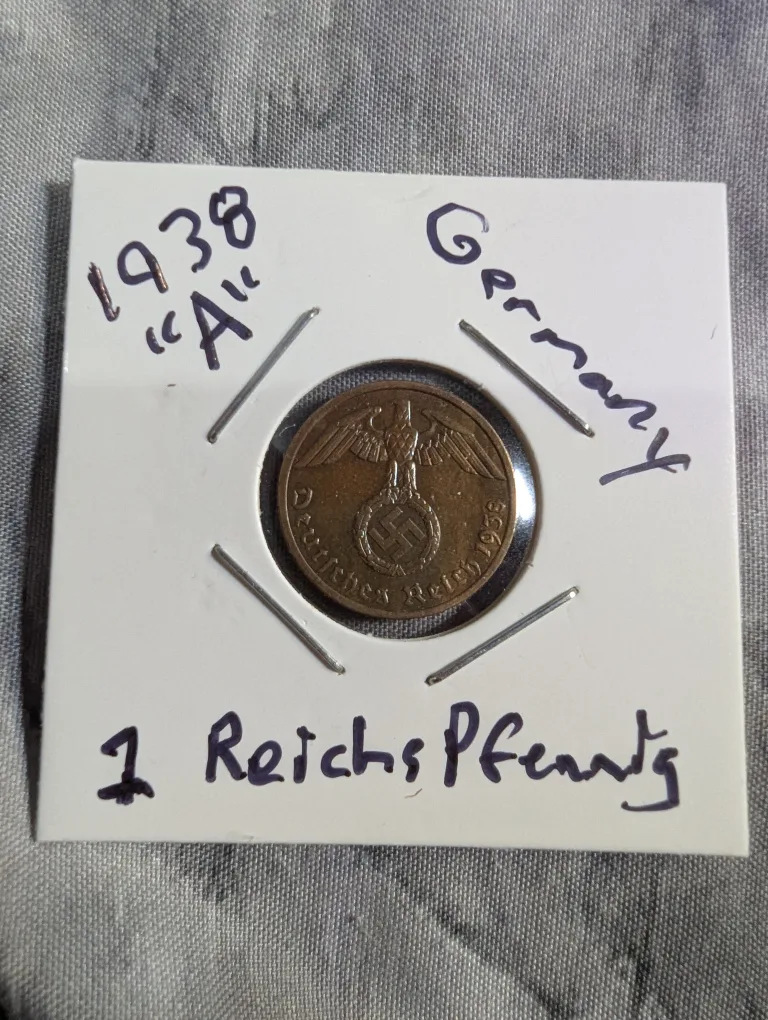 1938
"A"
Germany
Deutsches Reich 1938
1 ReichsPfennig